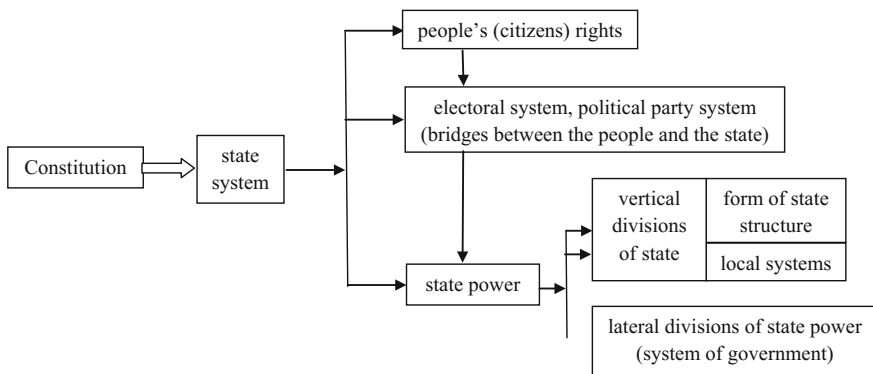 people's (citizens) rights
electoral system, political party system
(bridges between the people and the state)
Constitution
state
system
vertical
divisions
of state
form of state
structure
local systems
state power
lateral divisions of state power
(system of government)